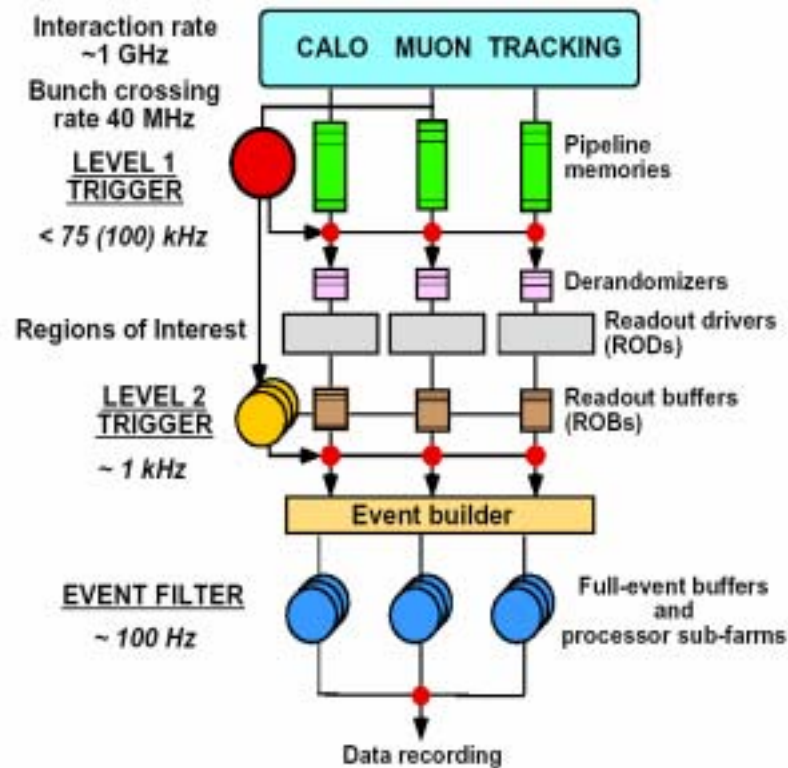 Interaction rate
~1 GHz
CALO MUON TRACKING
Bunch crossing
rate 40 MHz
LEVEL 1
TRIGGER
< 75 (100) kHz
Pipeline
memories
Derandomizers
Regions of Interest
Readout drivers
(RODs)
LEVEL 2
TRIGGER
~ 1 kHz
Readout buffers
(ROBs)
Event builder
EVENT FILTER
~ 100 Hz
Full-event buffers
and
processor sub-farms
Data recording